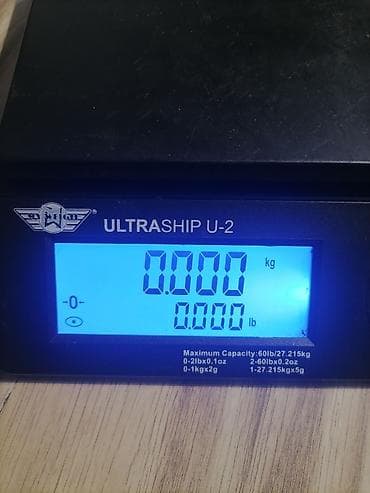 ULTRASHIP U-2
0.000 kg
-0-
0.000 lb
Maximum Capacity:60lb/27.215kg
0-2lbx0.1oz 2-60lbx0.2oz
0-1kgx2g 1-27.215kgx5g